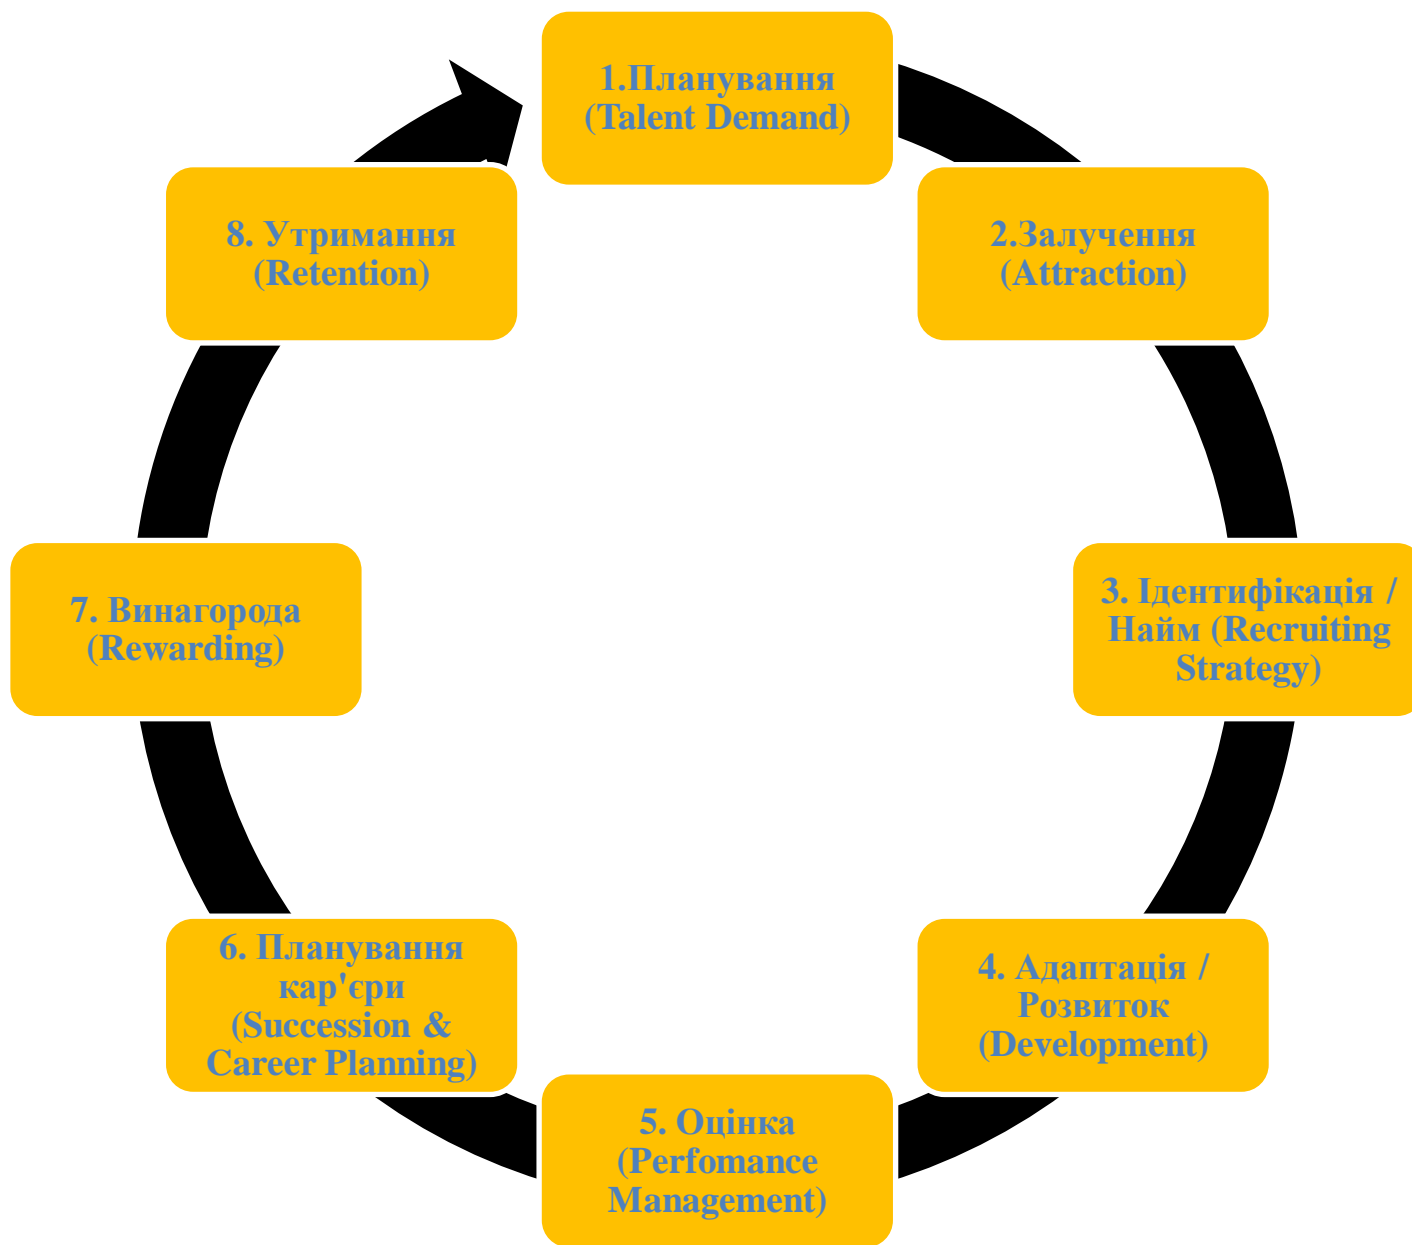 1.Планування
(Talent Demand)
2.Залучення
(Attraction)
3. Ідентифікація /
Найм (Recruiting
Strategy)
4. Адаптація /
Розвиток
(Development)
5. Оцінка
(Perfomance
Management)
6. Планування
кар'єри
(Succession &
Career Planning)
7. Винагорода
(Rewarding)
8. Утримання
(Retention)